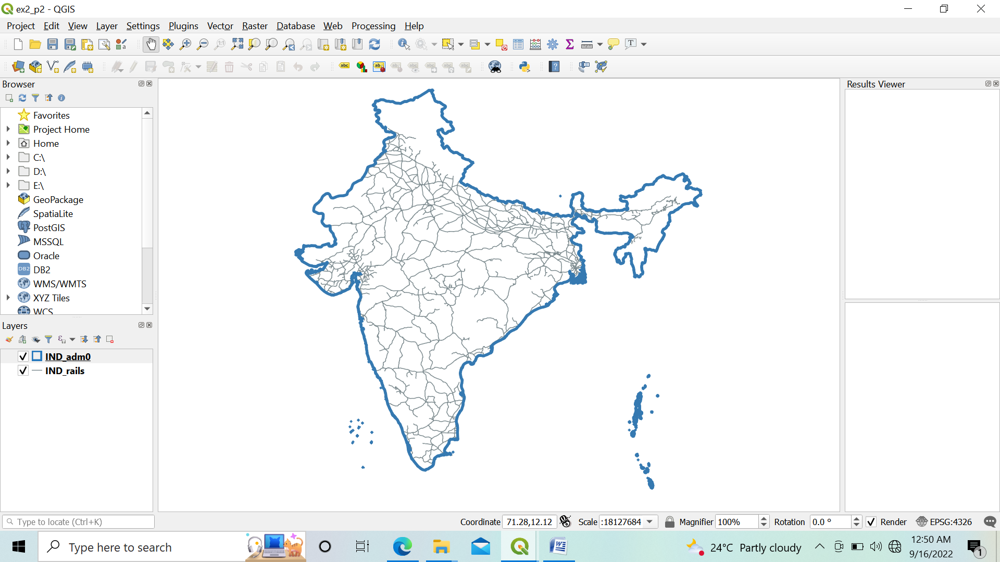 ex2_p2 - QGIS
Project Edit View Layer Settings Plugins Vector Raster Database Web Processing Help
Browser
Favorites
Project Home
Home
C:\
D:\
E:\
GeoPackage
SpatiaLite
PostGIS
MSSQL
Oracle
DB2
WMS/WMTS
XYZ Tiles
WCS
Layers
IND_adm0
IND_rails
Results Viewer
Type to locate (Ctrl+K)
Coordinate 71.28,12.12 Scale :18127684 Magnifier 100% Rotation 0.0 ° Render EPSG:4326
Type here to search
24°C Partly cloudy
12:50 AM
9/16/2022
1